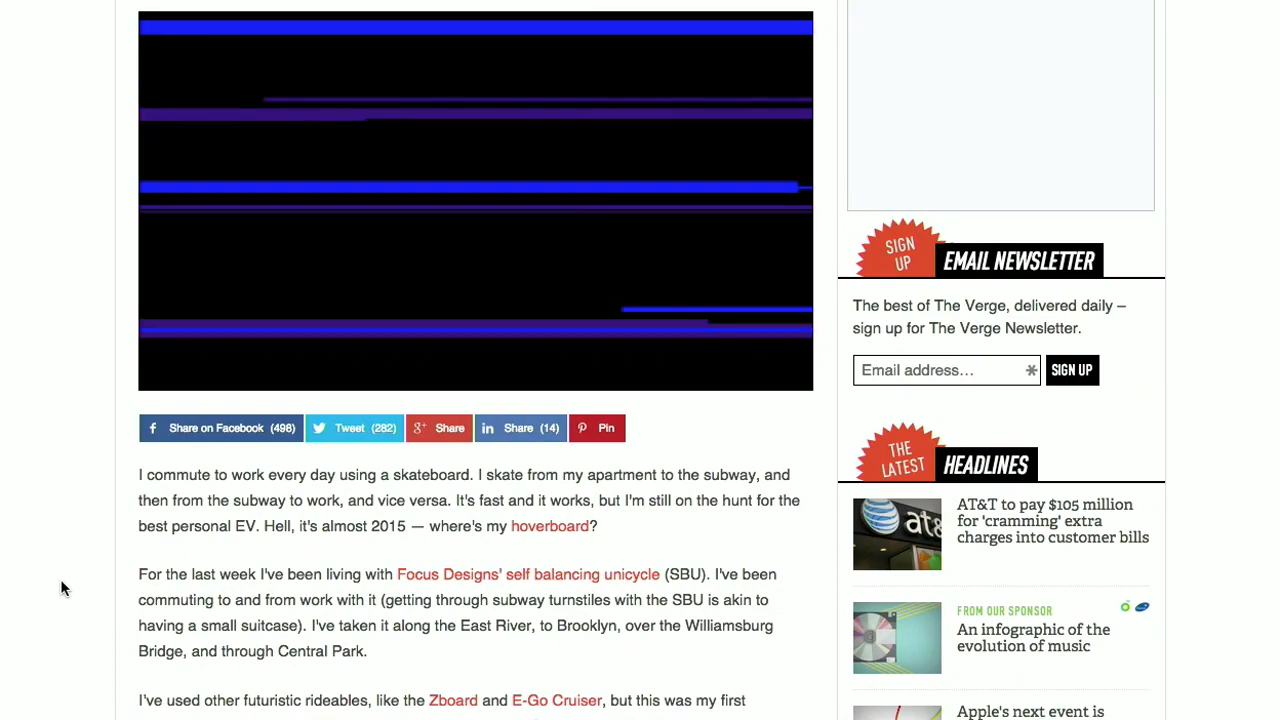 Share on Facebook (498)
Tweet (282)
Share
Share (14)
Pin
I commute to work every day using a skateboard. I skate from my apartment to the subway, and
then from the subway to work, and vice versa. It's fast and it works, but I'm still on the hunt for the
best personal EV. Hell, it's almost 2015 — where's my hoverboard?
For the last week I've been living with Focus Designs' self balancing unicycle (SBU). I've been
commuting to and from work with it (getting through subway turnstiles with the SBU is akin to
having a small suitcase). I've taken it along the East River, to Brooklyn, over the Williamsburg
Bridge, and through Central Park.
I've used other futuristic rideables, like the Zboard and E-Go Cruiser, but this was my first
SIGN
UP
EMAIL NEWSLETTER
The best of The Verge, delivered daily –
sign up for The Verge Newsletter.
Email address…
SIGN UP
THE
LATEST
HEADLINES
at&
AT&T to pay $105 million
for 'cramming' extra
charges into customer bills
FROM OUR SPONSOR
An infographic of the
evolution of music
Apple's next event is